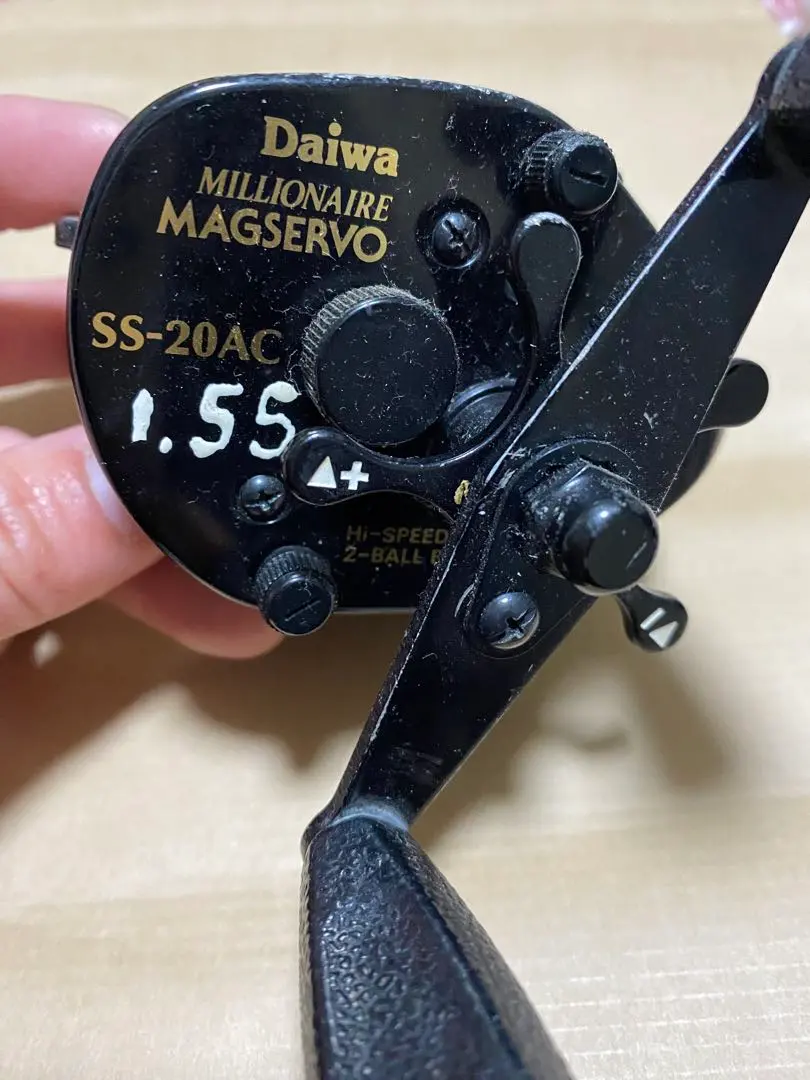 Daiwa
MILLIONAIRE
MAGSERVO
SS-20AC
1.55
▲+
Hi-SPEED
2-BALL
-▲